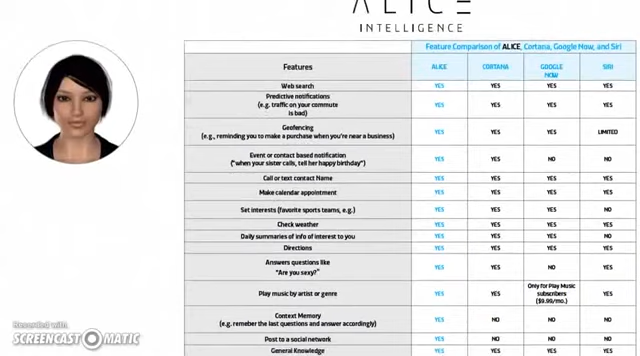 ALICE
INTELLIGENCE
Feature Comparison of ALICE, Cortana, Google Now, and Siri
Features ALICE CORTANA GOOGLE NOW SIRI
Web search YES YES YES YES
Predictive notifications
(e.g. traffic on your commute
is bad) YES YES YES YES
Geofencing
(e.g., reminding you to make a purchase when you're near a business) YES YES YES LIMITED
Event or contact based notification
("when your sister calls, tell her happy birthday") YES YES NO NO
Call or text contact Name YES YES YES YES
Make calendar appointment YES YES YES YES
Set interests (favorite sports teams, e.g.) YES YES YES NO
Check weather YES YES YES YES
Daily summaries of info of interest to you YES YES YES NO
Directions YES YES YES YES
Answers questions like
"Are you sexy?" YES YES NO YES
Play music by artist or genre YES YES Only for Play Music
subscribers
($9.99/mo.) YES
Context Memory
(e.g. remeber the last questions and answer accordingly) YES NO NO NO
Post to a social network YES NO NO NO
General Knowledge YES YES YES YES
Recorded with
SCREENCAST-O-MATIC